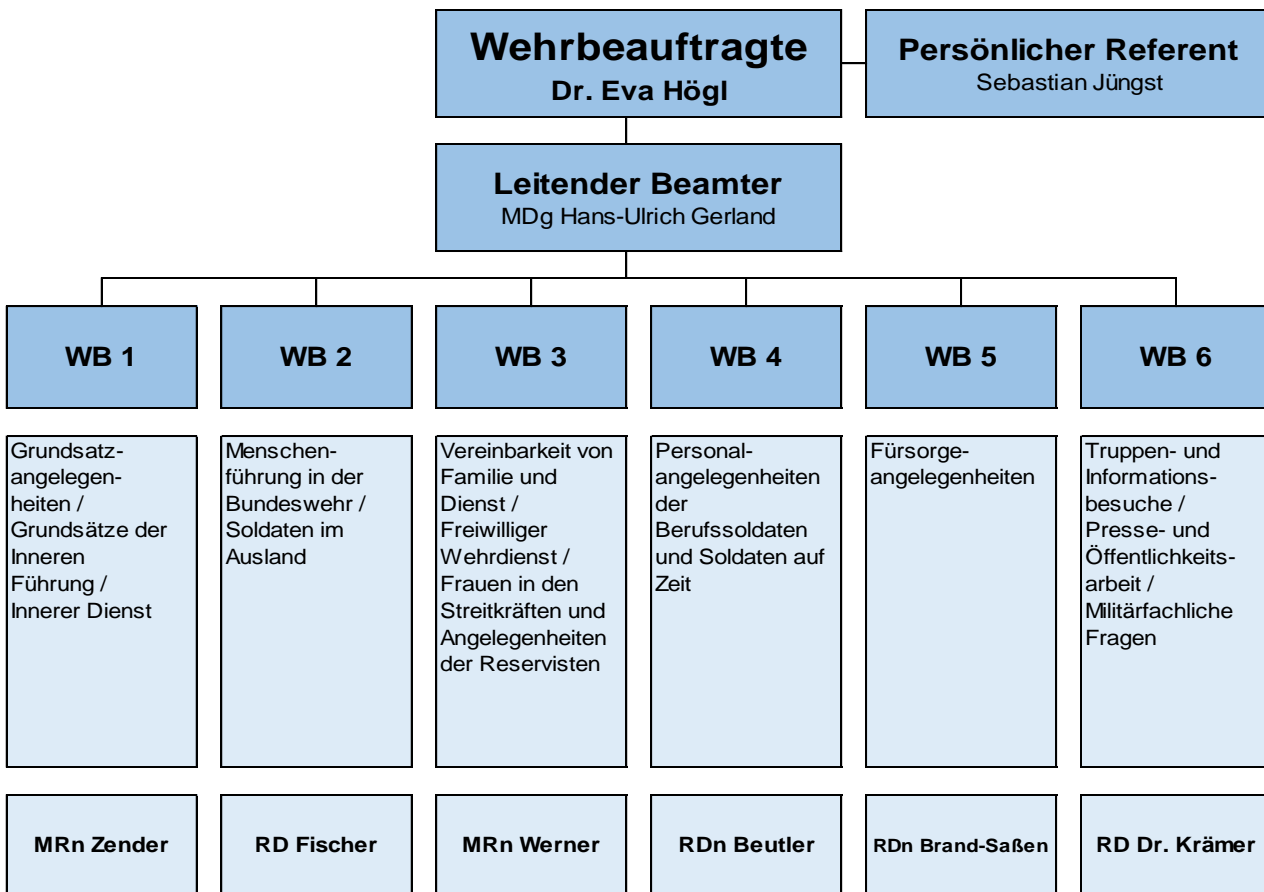 Wehrbeauftragte
Dr. Eva Högl
Persönlicher Referent
Sebastian Jüngst
Leitender Beamter
MDg Hans-Ulrich Gerland
WB 1
WB 2
WB 3
WB 4
WB 5
WB 6
Grundsatz-
angelegen-
heiten /
Grundsätze der
Inneren
Führung /
Innerer Dienst
Menschen-
führung in der
Bundeswehr /
Soldaten im
Ausland
Vereinbarkeit von
Familie und
Dienst /
Freiwilliger
Wehrdienst /
Frauen in den
Streitkräften und
Angelegenheiten
der Reservisten
Personal-
angelegenheiten
der
Berufssoldaten
und Soldaten auf
Zeit
Fürsorge-
angelegenheiten
Truppen- und
Informations-
besuche /
Presse- und
Öffentlichkeits-
arbeit /
Militärfachliche
Fragen
MRn Zender
RD Fischer
MRn Werner
RDn Beutler
RDn Brand-Saßen
RD Dr. Krämer